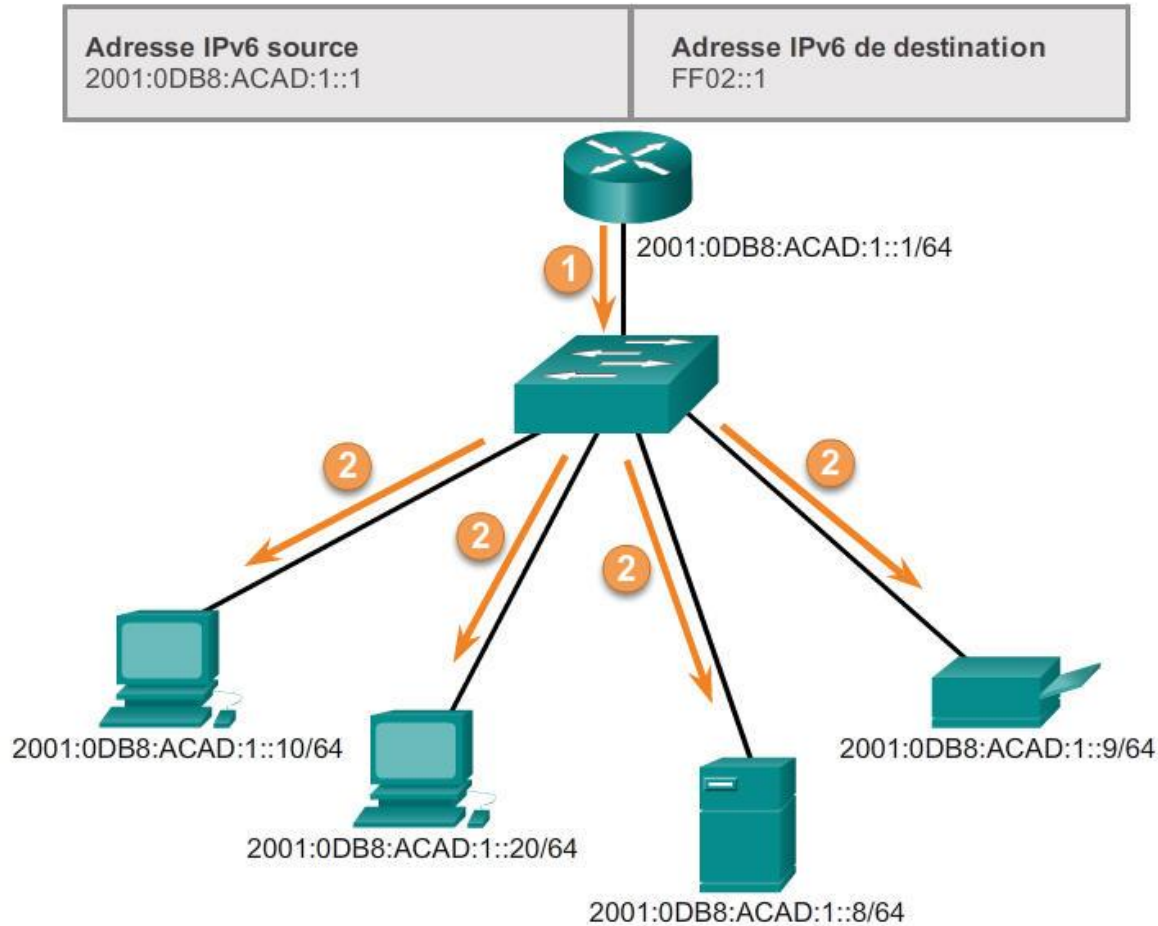 Adresse IPv6 source
2001:0DB8:ACAD:1::1
Adresse IPv6 de destination
FF02::1
2001:0DB8:ACAD:1::1/64
1
2
2
2
2
2001:0DB8:ACAD:1::10/64
2001:0DB8:ACAD:1::20/64
2001:0DB8:ACAD:1::8/64
2001:0DB8:ACAD:1::9/64